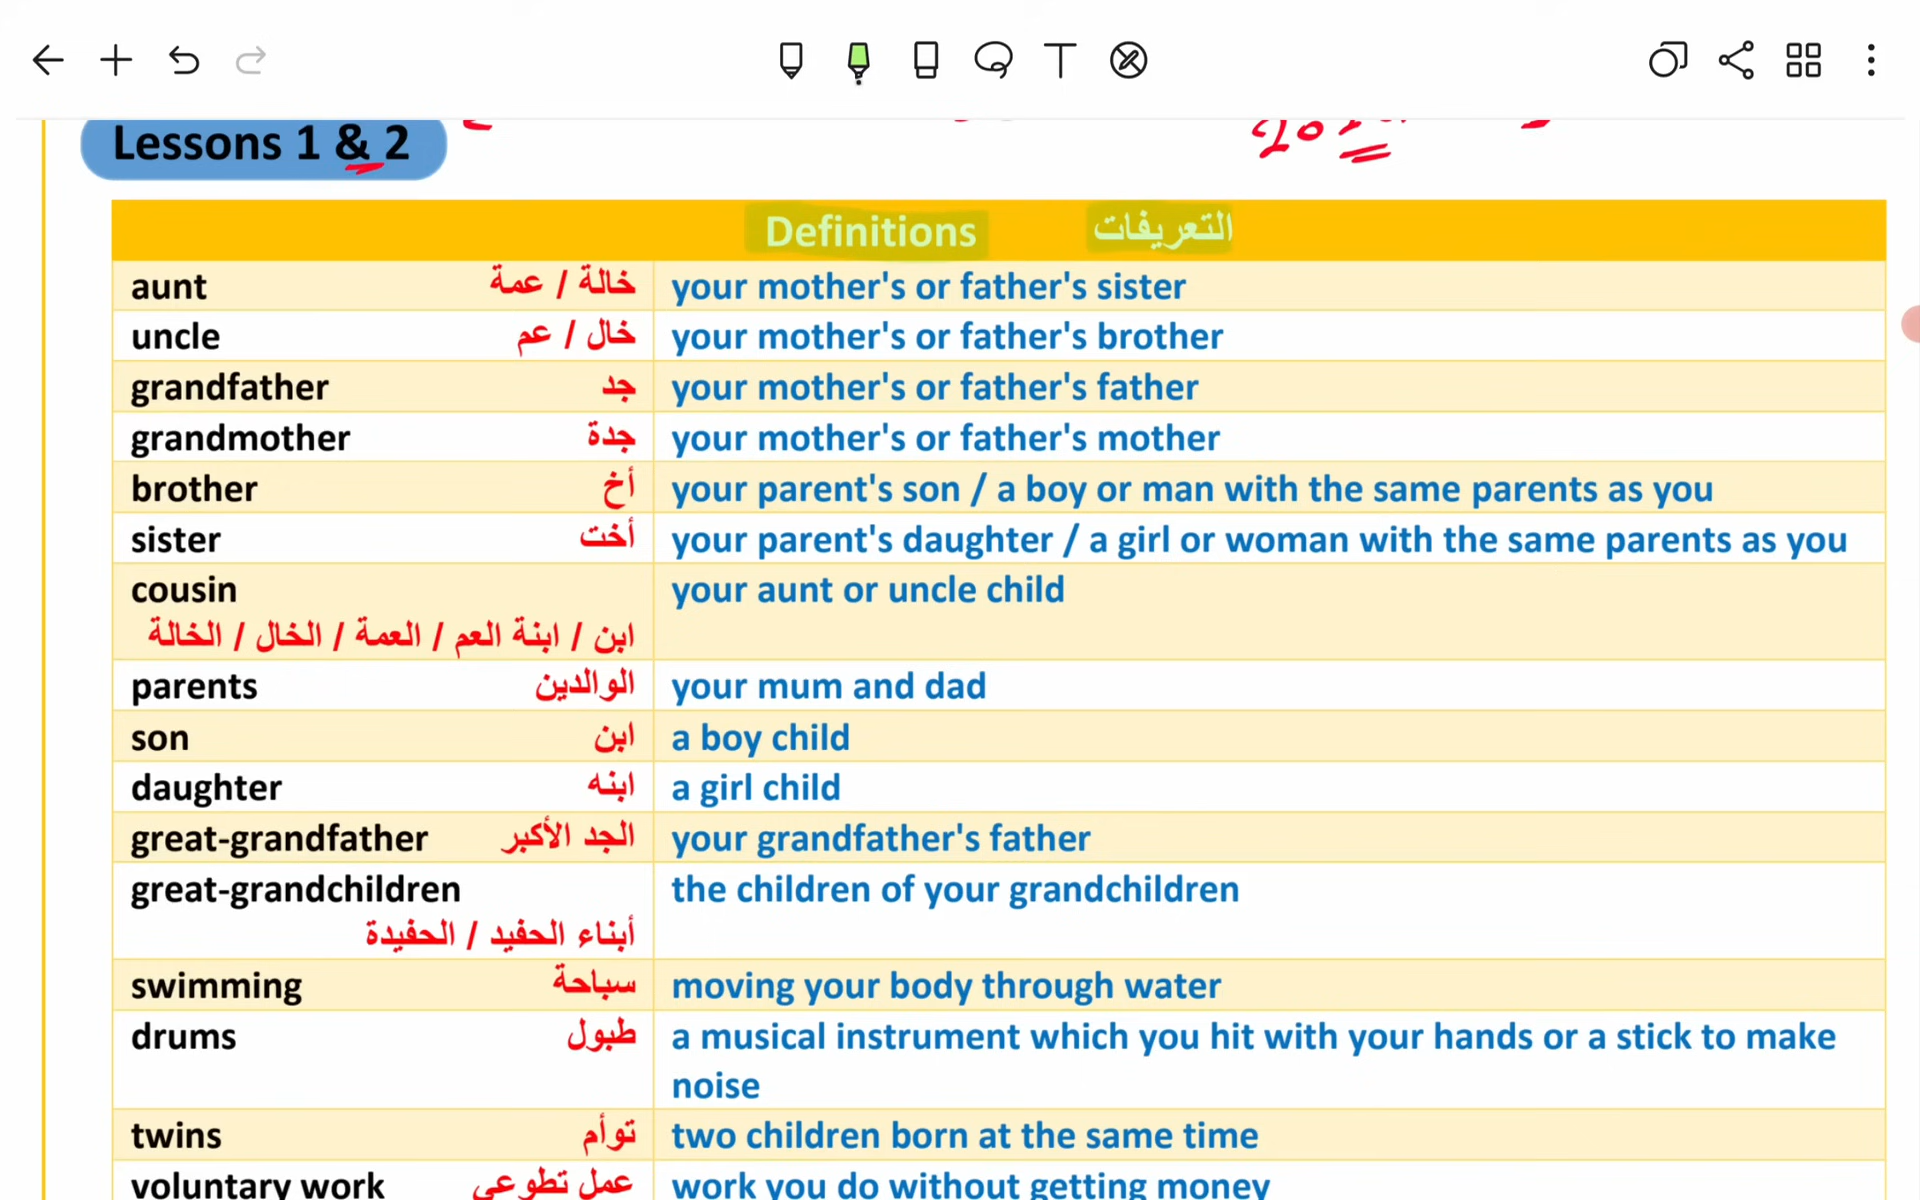 Lessons 1 & 2
Definitions التعريفات
aunt خالة / عمة your mother's or father's sister
uncle خال / عم your mother's or father's brother
grandfather جد your mother's or father's father
grandmother جدة your mother's or father's mother
brother أخ your parent's son / a boy or man with the same parents as you
sister أخت your parent's daughter / a girl or woman with the same parents as you
cousin your aunt or uncle child
ابن / ابنة العم / العمة / الخال / الخالة
parents الوالدين your mum and dad
son ابن a boy child
daughter ابنه a girl child
great-grandfather الجد الأكبر your grandfather's father
great-grandchildren the children of your grandchildren
أبناء الحفيد / الحفيدة
swimming سباحة moving your body through water
drums طبول a musical instrument which you hit with your hands or a stick to make
noise
twins توأم two children born at the same time
voluntary work عمل تطوعي work you do without getting money